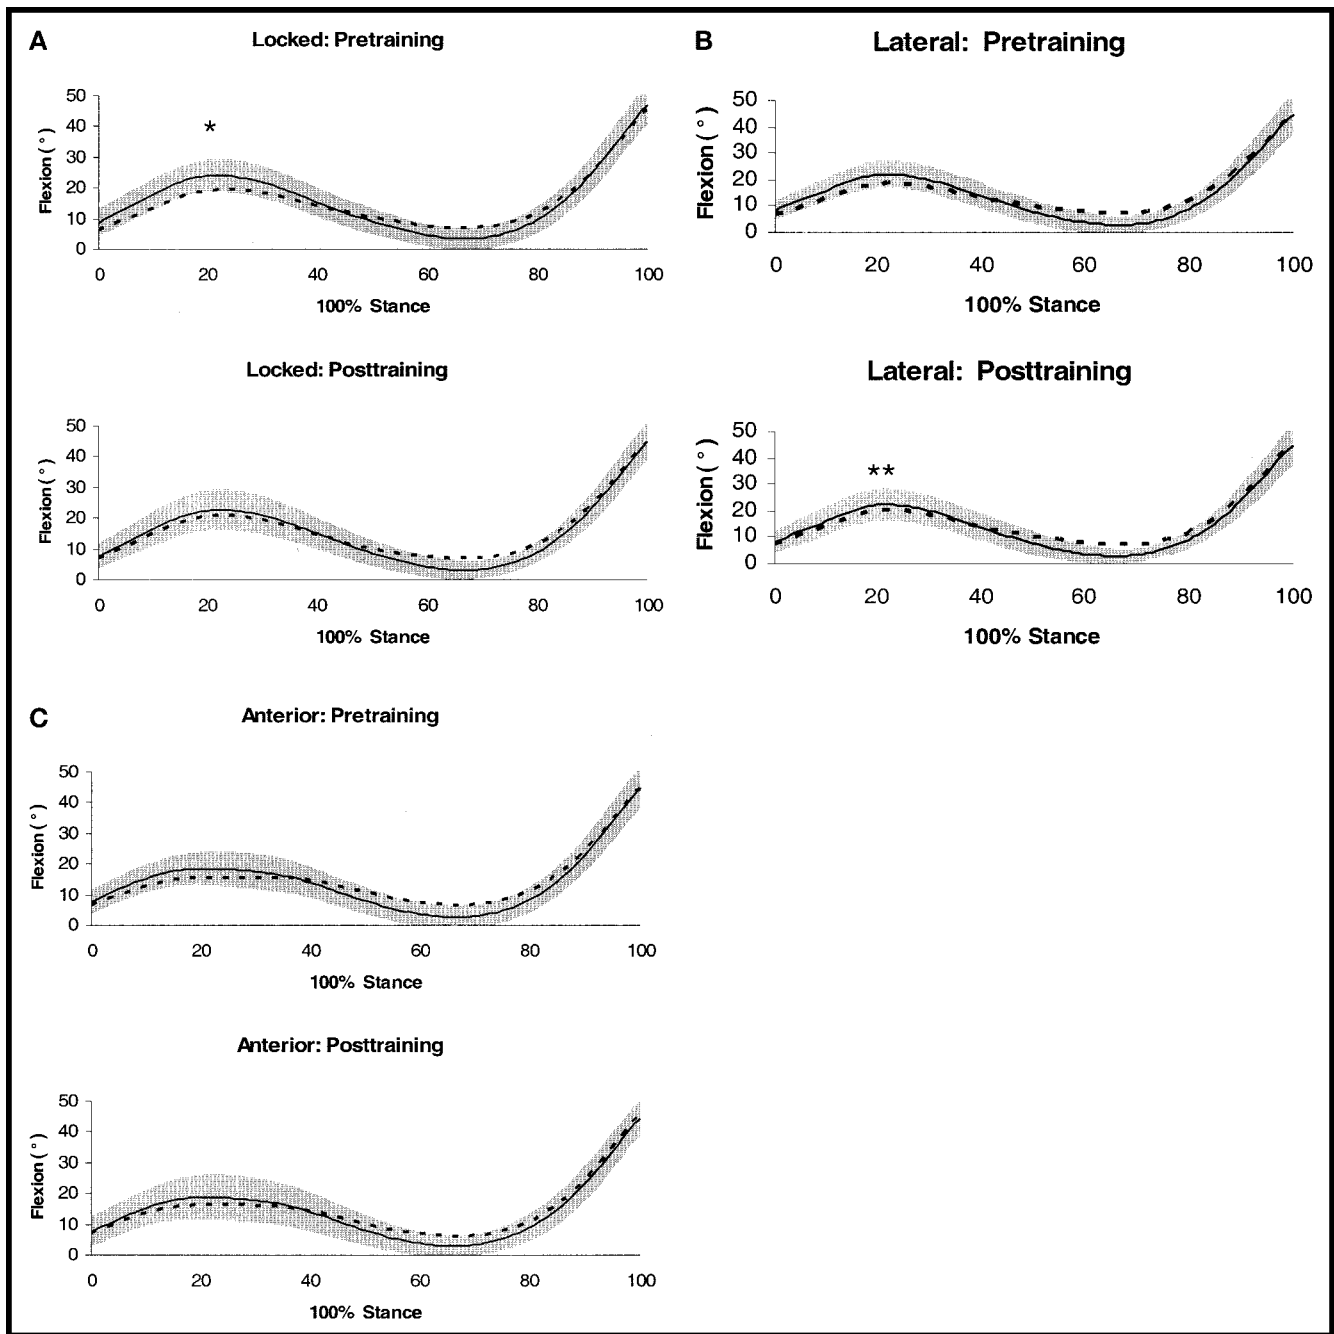 A
Locked: Pretraining
50
40
30
20
10
0
Flexion ( ° )
*
0 20 40 60 80 100
100% Stance
Locked: Posttraining
50
40
30
20
10
0
Flexion ( ° )
0 20 40 60 80 100
100% Stance
B
Lateral: Pretraining
50
40
30
20
10
0
Flexion ( ° )
0 20 40 60 80 100
100% Stance
Lateral: Posttraining
50
40
30
20
10
0
Flexion ( ° )
**
0 20 40 60 80 100
100% Stance
C
Anterior: Pretraining
50
40
30
20
10
0
Flexion ( ° )
0 20 40 60 80 100
100% Stance
Anterior: Posttraining
50
40
30
20
10
0
Flexion ( ° )
0 20 40 60 80 100
100% Stance